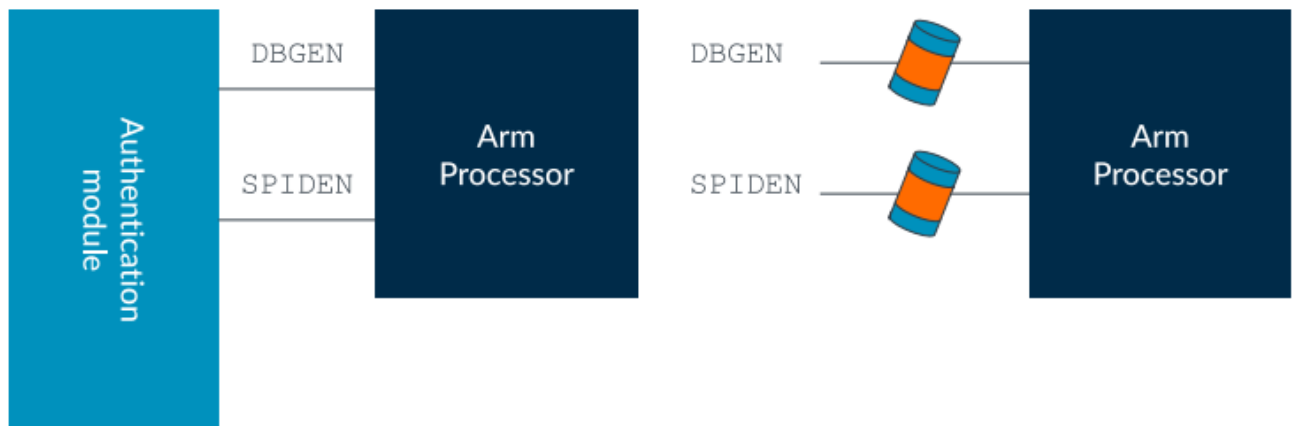 Authentication
module
DBGEN
SPIDEN
Arm
Processor
DBGEN
SPIDEN
Arm
Processor